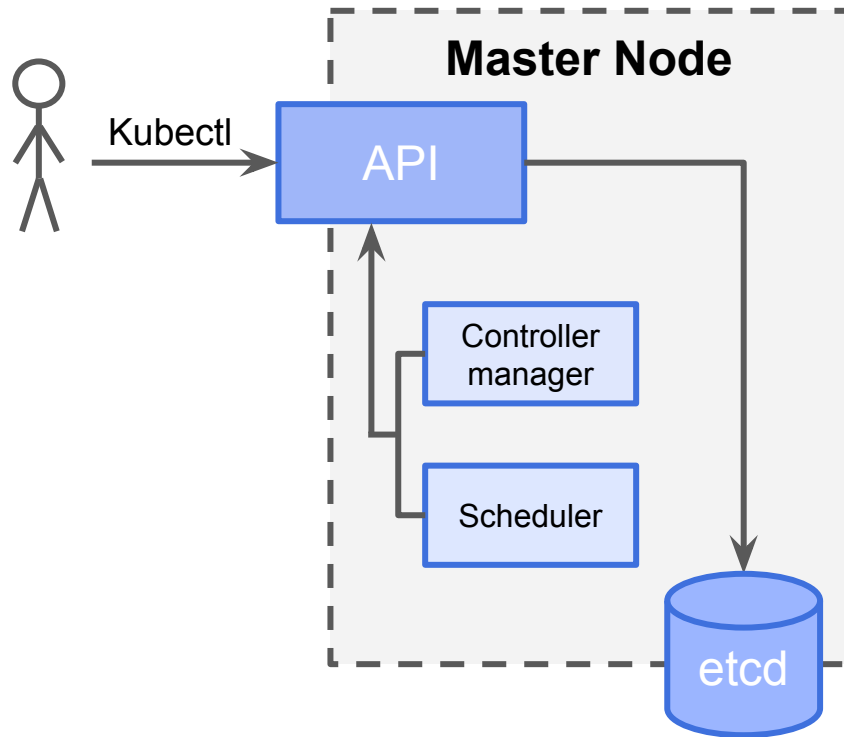 Master Node
Kubectl
API
Controller
manager
Scheduler
etcd